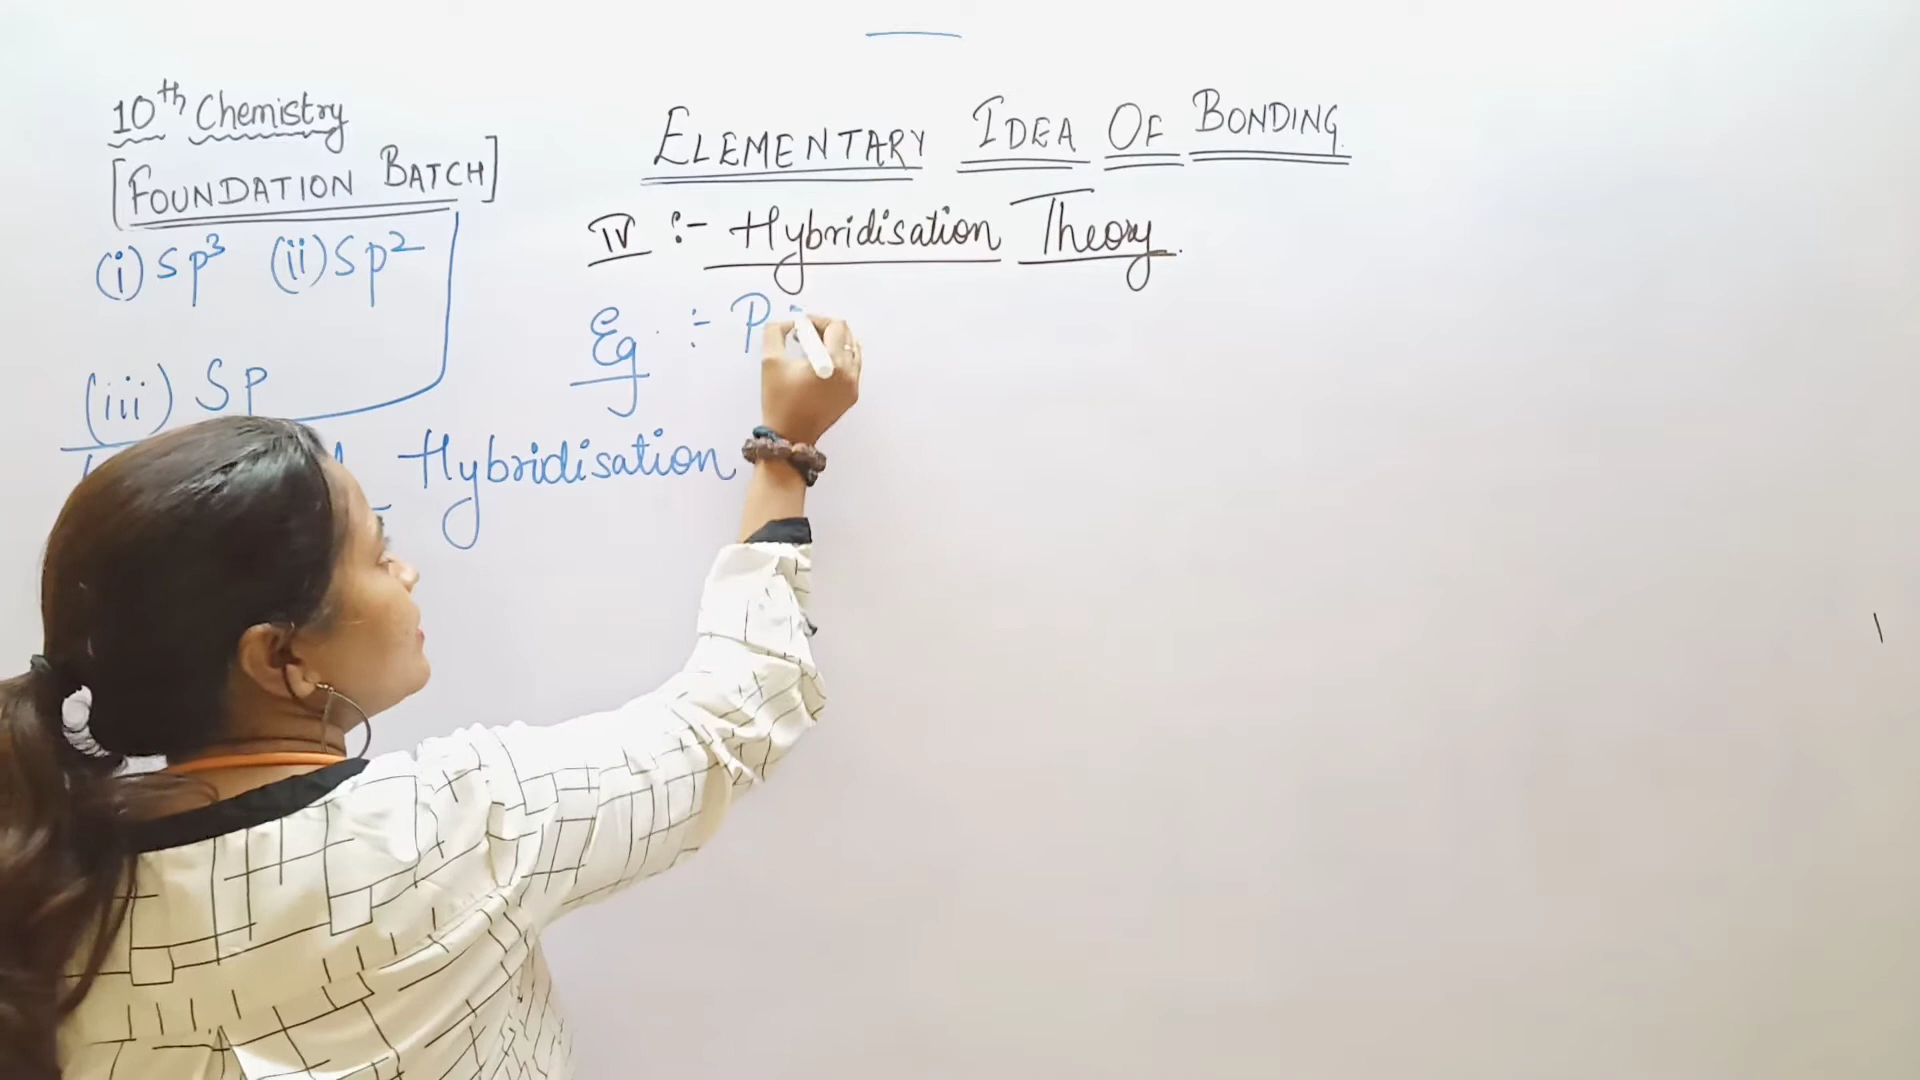 10th Chemistry
[FOUNDATION BATCH]
(i) Sp³ (ii) Sp²
(iii) Sp
Hybridisation
ELEMENTARY IDEA OF BONDING
IV :- Hybridisation Theory.
Eg :- P